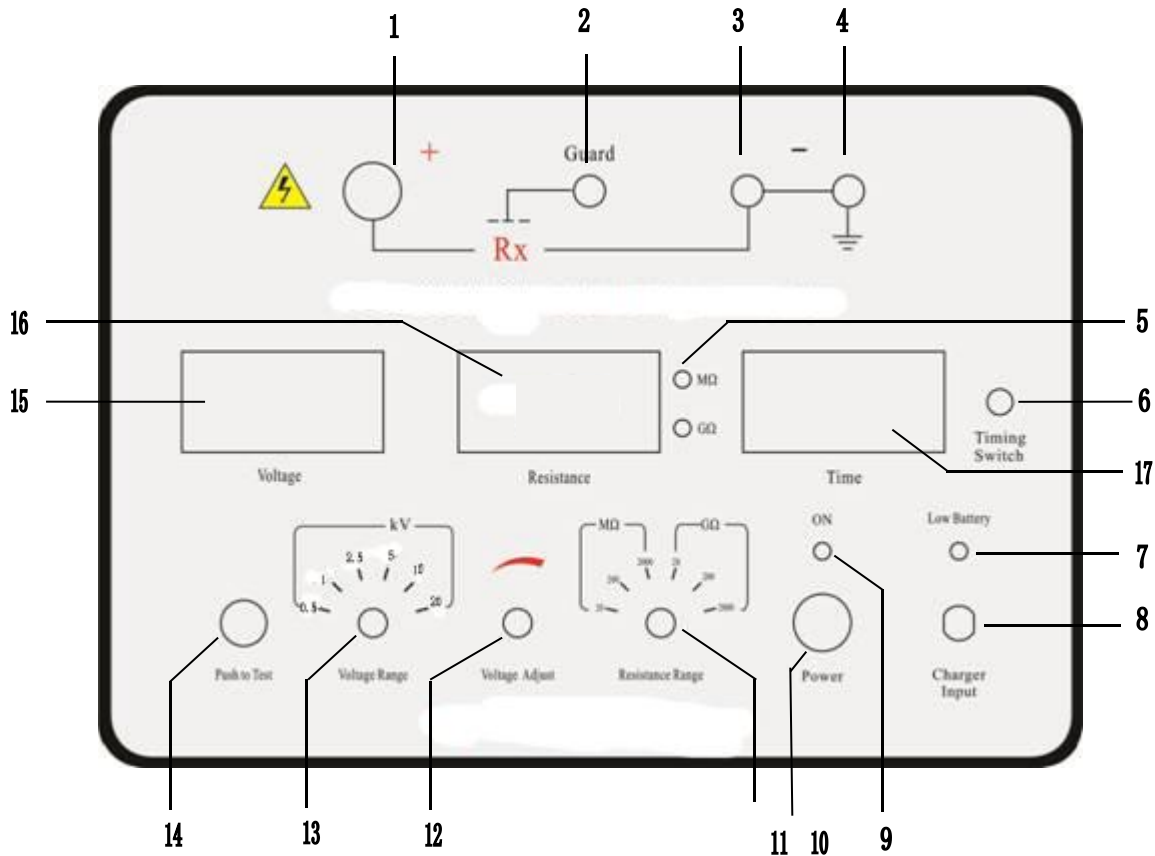 1 2 3 4
+ Guard −
Rx
16 5
MΩ
15 6
GΩ
Timing
Switch
17
Voltage Resistance Time
kV MΩ GΩ ON Low Battery
0.5 1 2.5 5 10 20
20 200 2000 20 200 2000
7
8
Push to Test Voltage Range Voltage Adjust Resistance Range Power Charger
Input
14 13 12 11 10 9